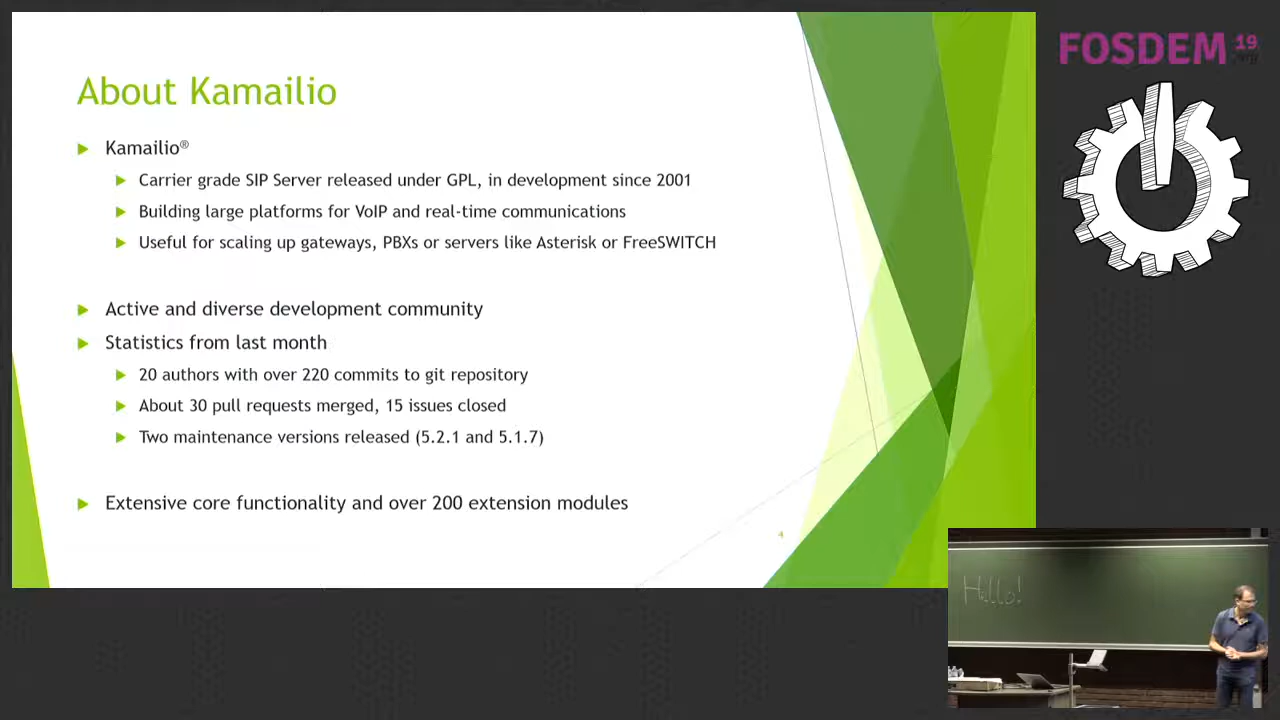 About Kamailio
Kamailio®
Carrier grade SIP Server released under GPL, in development since 2001
Building large platforms for VoIP and real-time communications
Useful for scaling up gateways, PBXs or servers like Asterisk or FreeSWITCH
Active and diverse development community
Statistics from last month
20 authors with over 220 commits to git repository
About 30 pull requests merged, 15 issues closed
Two maintenance versions released (5.2.1 and 5.1.7)
Extensive core functionality and over 200 extension modules
4
FOSDEM 19
.org
Hello!